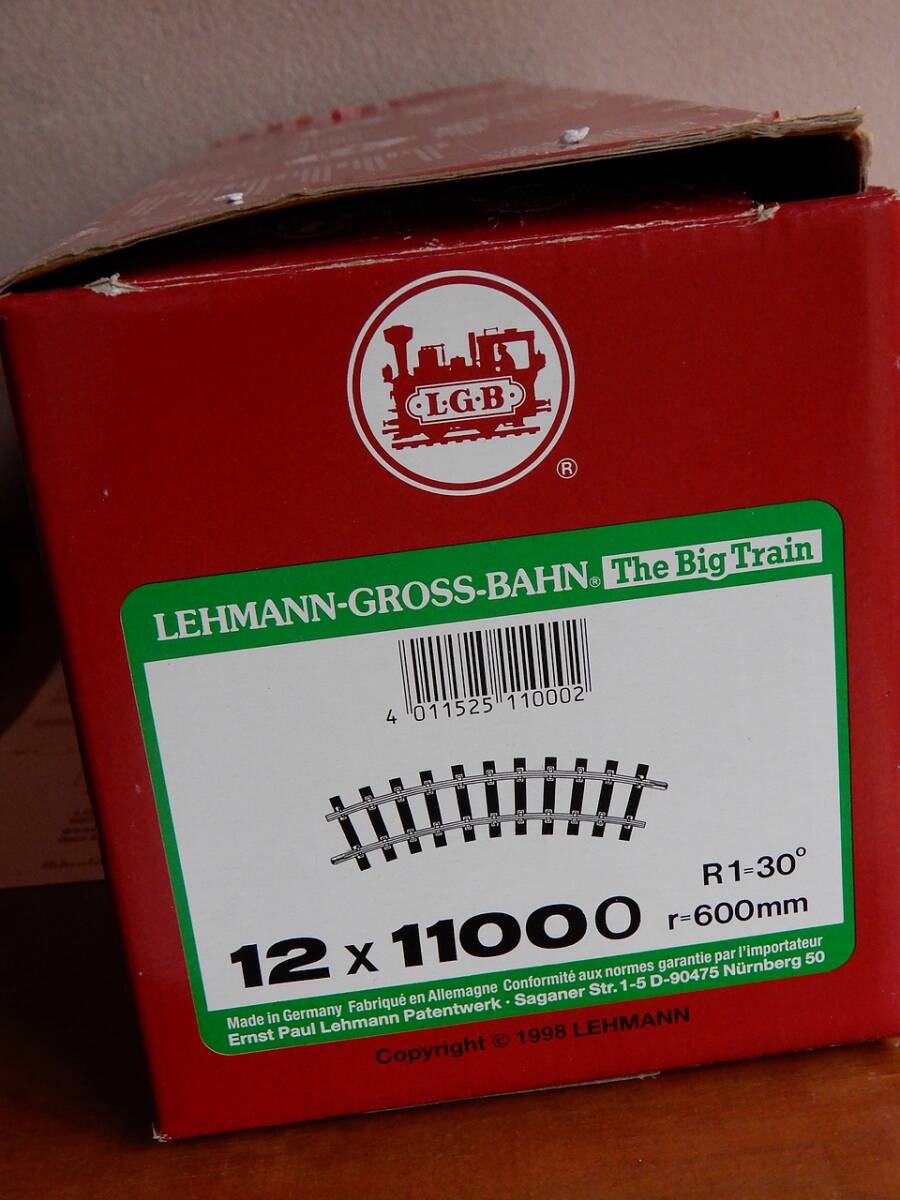 L·G·B
®
LEHMANN-GROSS-BAHN® The Big Train
4 011525 110002
R1=30°
12 x 11000 r=600mm
Made in Germany Fabriqué en Allemagne Conformité aux normes garantie par l'importateur
Ernst Paul Lehmann Patentwerk · Saganer Str. 1-5 D-90475 Nürnberg 50
Copyright © 1998 LEHMANN